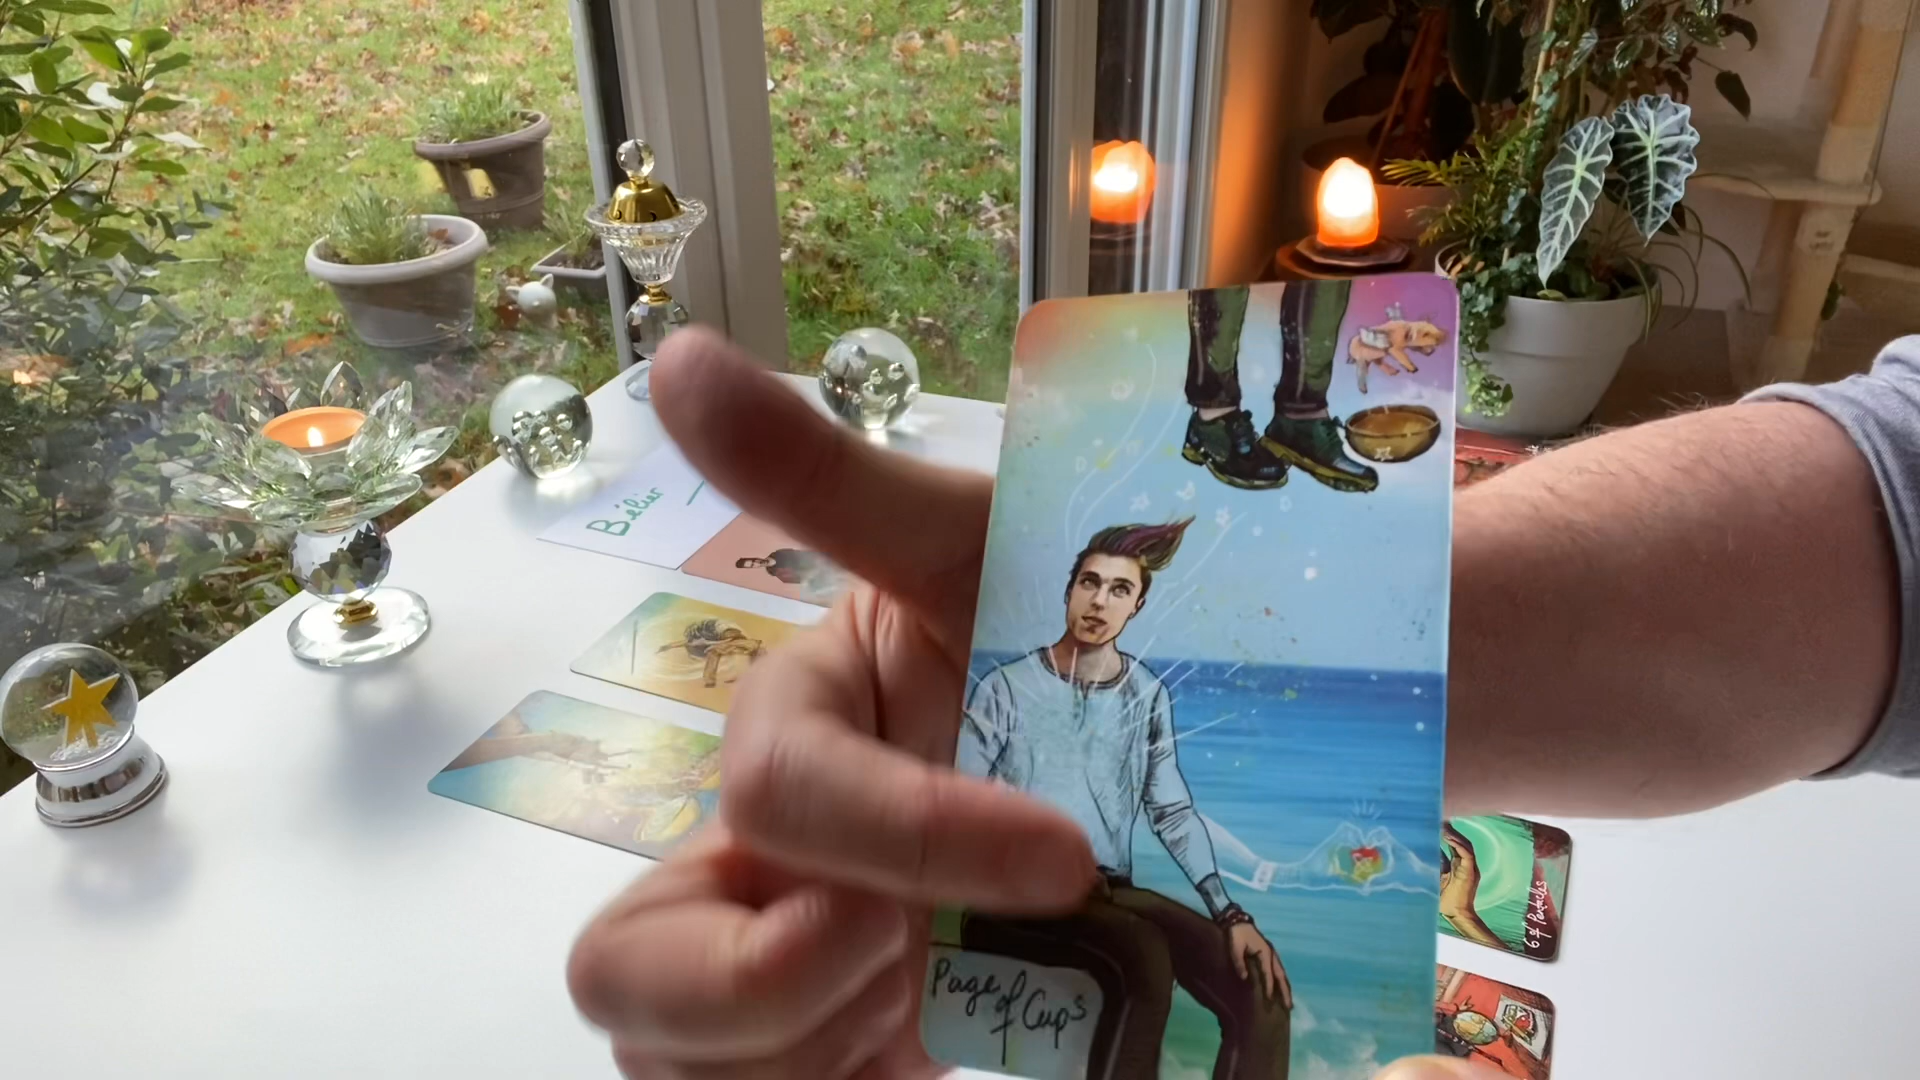 Bélier
Page
of
Cups
6 of Pentacles